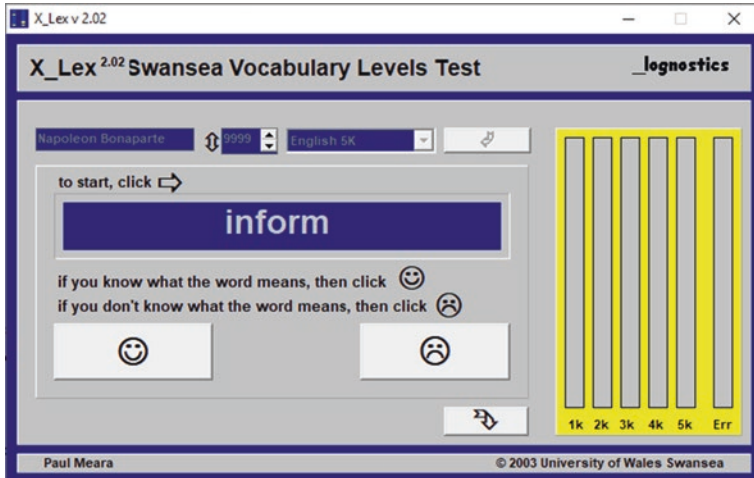 X_Lex v 2.02
X_Lex 2.02 Swansea Vocabulary Levels Test
_lognostics
Napoleon Bonaparte
9999
English 5K
to start, click
inform
if you know what the word means, then click
if you don't know what the word means, then click
1k 2k 3k 4k 5k Err
Paul Meara
© 2003 University of Wales Swansea